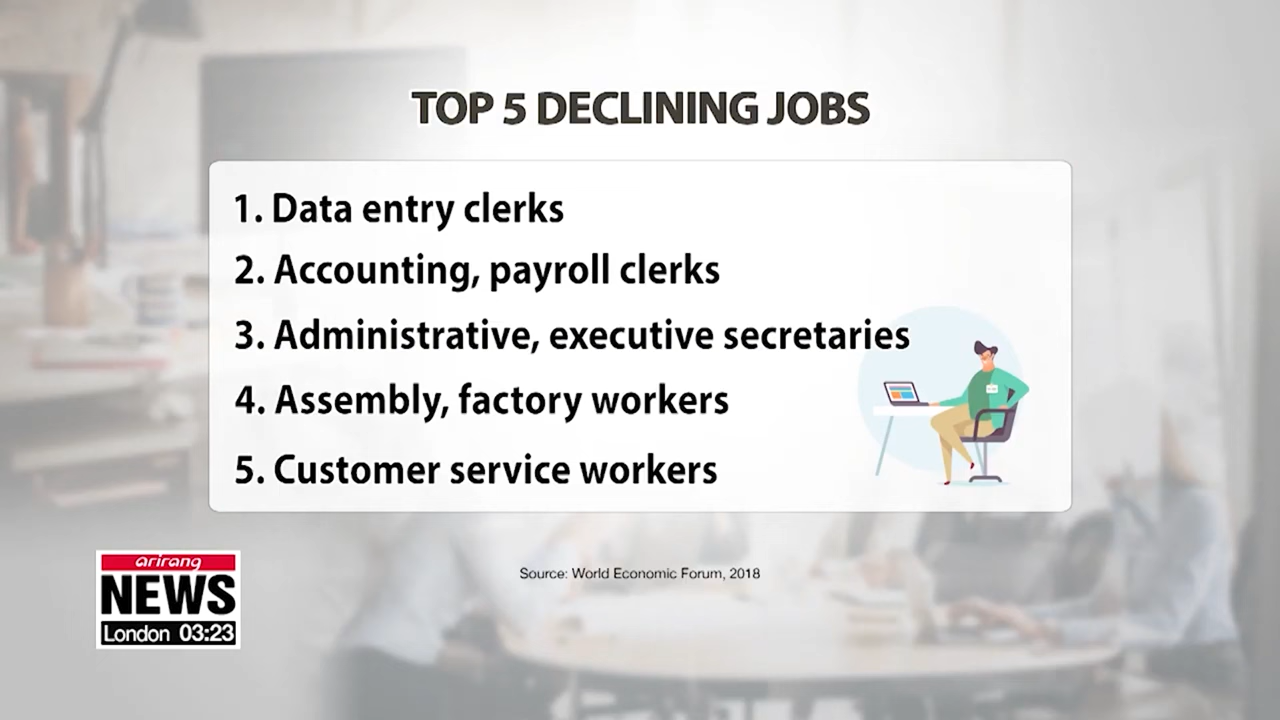 TOP 5 DECLINING JOBS
1. Data entry clerks
2. Accounting, payroll clerks
3. Administrative, executive secretaries
4. Assembly, factory workers
5. Customer service workers
Source: World Economic Forum, 2018
arirang
NEWS
London 03:23